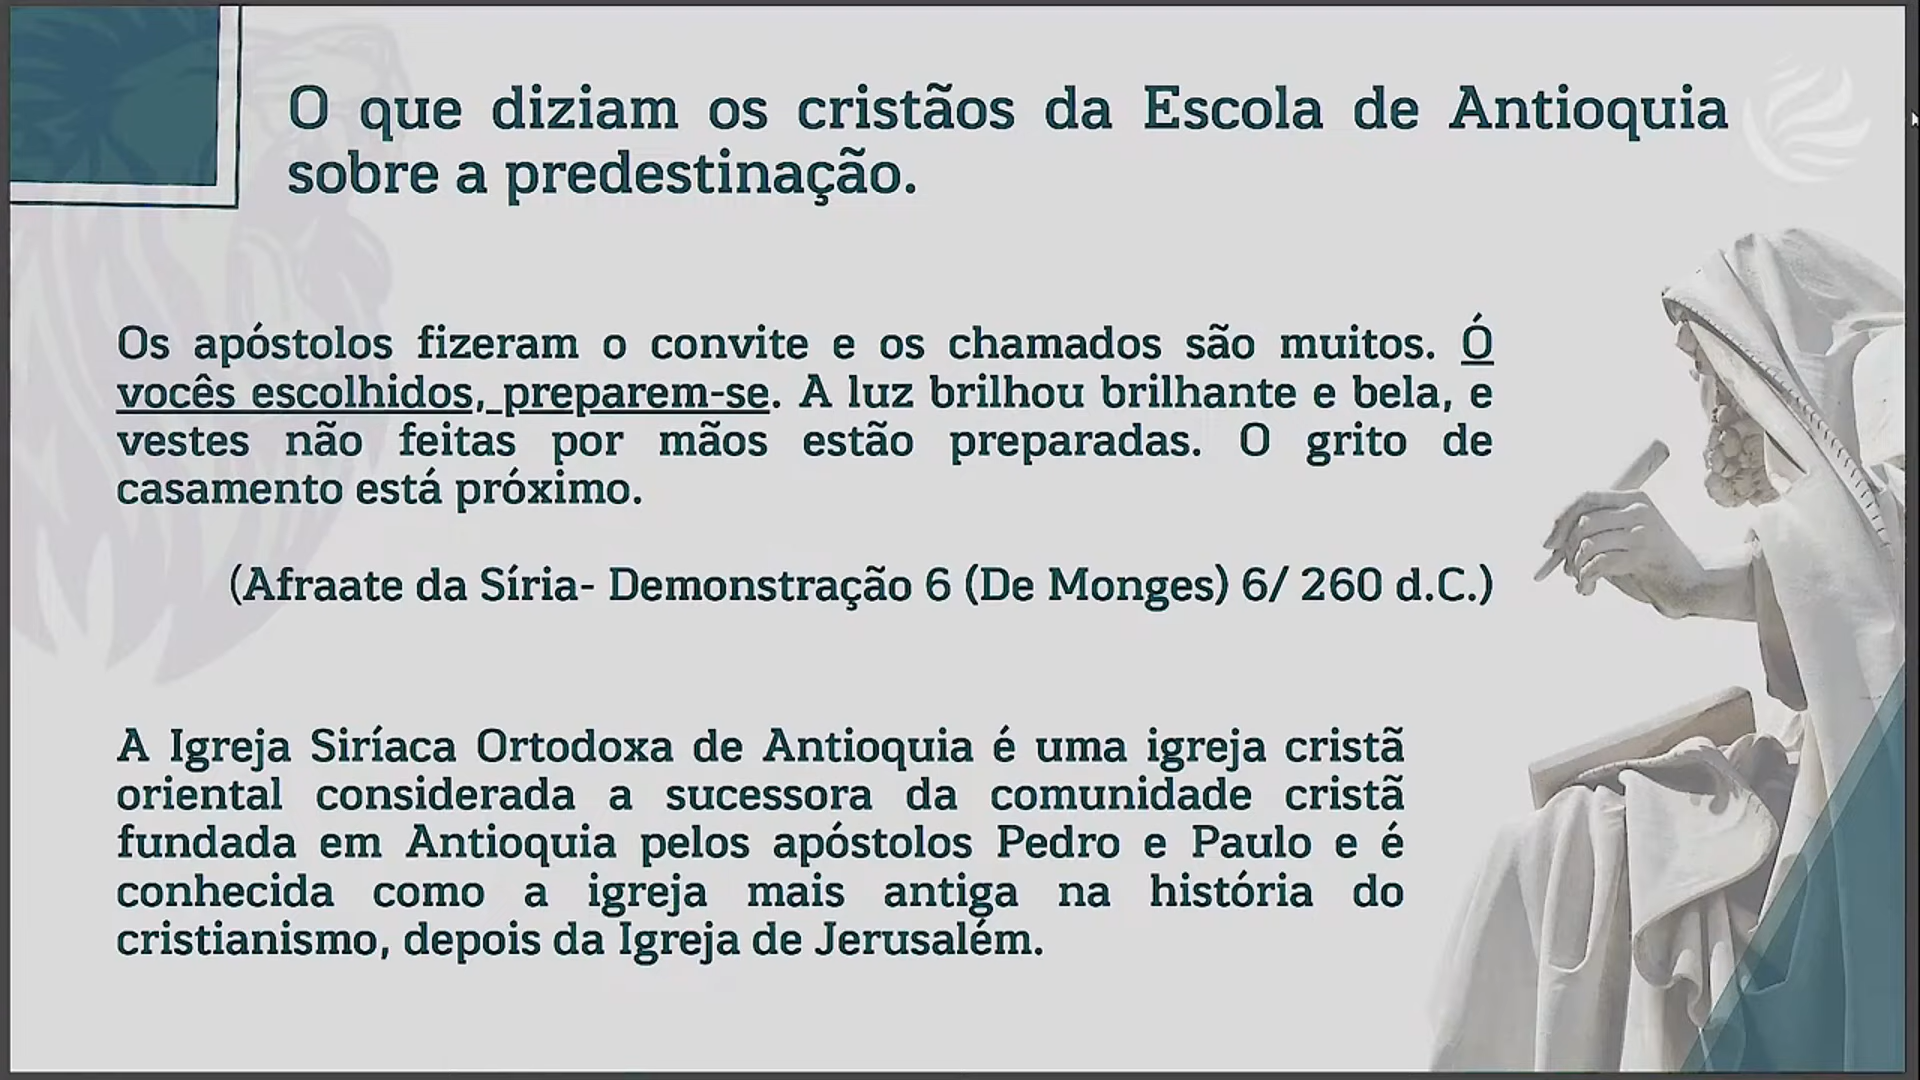 O que diziam os cristãos da Escola de Antioquia
sobre a predestinação.
Os apóstolos fizeram o convite e os chamados são muitos. Ó
vocês escolhidos, preparem-se. A luz brilhou brilhante e bela, e
vestes não feitas por mãos estão preparadas. O grito de
casamento está próximo.
(Afraate da Síria- Demonstração 6 (De Monges) 6/ 260 d.C.)
A Igreja Siríaca Ortodoxa de Antioquia é uma igreja cristã
oriental considerada a sucessora da comunidade cristã
fundada em Antioquia pelos apóstolos Pedro e Paulo e é
conhecida como a igreja mais antiga na história do
cristianismo, depois da Igreja de Jerusalém.